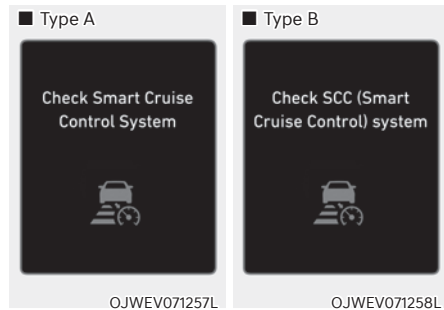 ■ Type A
Check Smart Cruise
Control System
OJWEV071257L
■ Type B
Check SCC (Smart
Cruise Control) system
OJWEV071258L